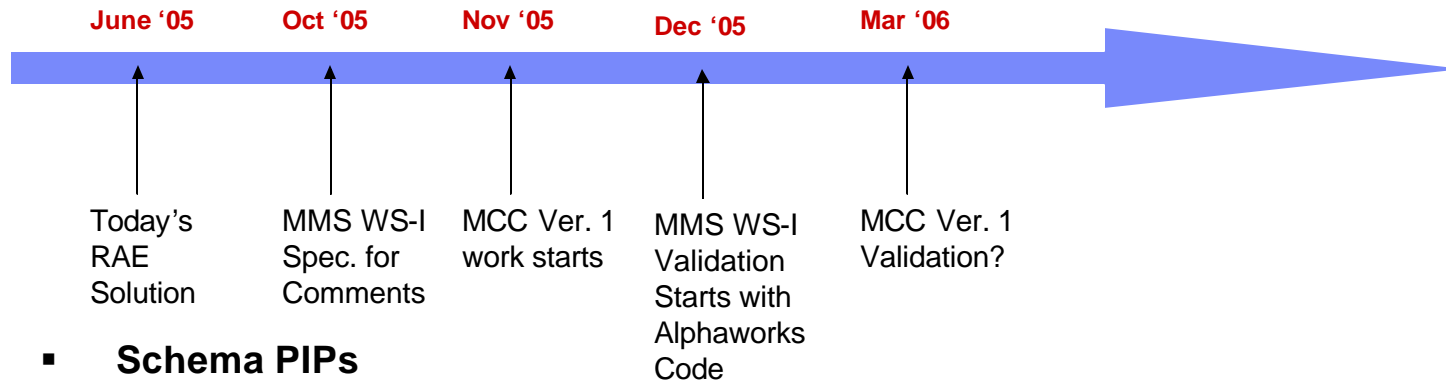 June ‘05
Oct ‘05
Nov ‘05
Dec ‘05
Mar ‘06
Today’s
RAE
Solution
MMS WS-I
Spec. for
Comments
MCC Ver. 1
work starts
MMS WS-I
Validation
Starts with
Alphaworks
Code
MCC Ver. 1
Validation?
▪ Schema PIPs